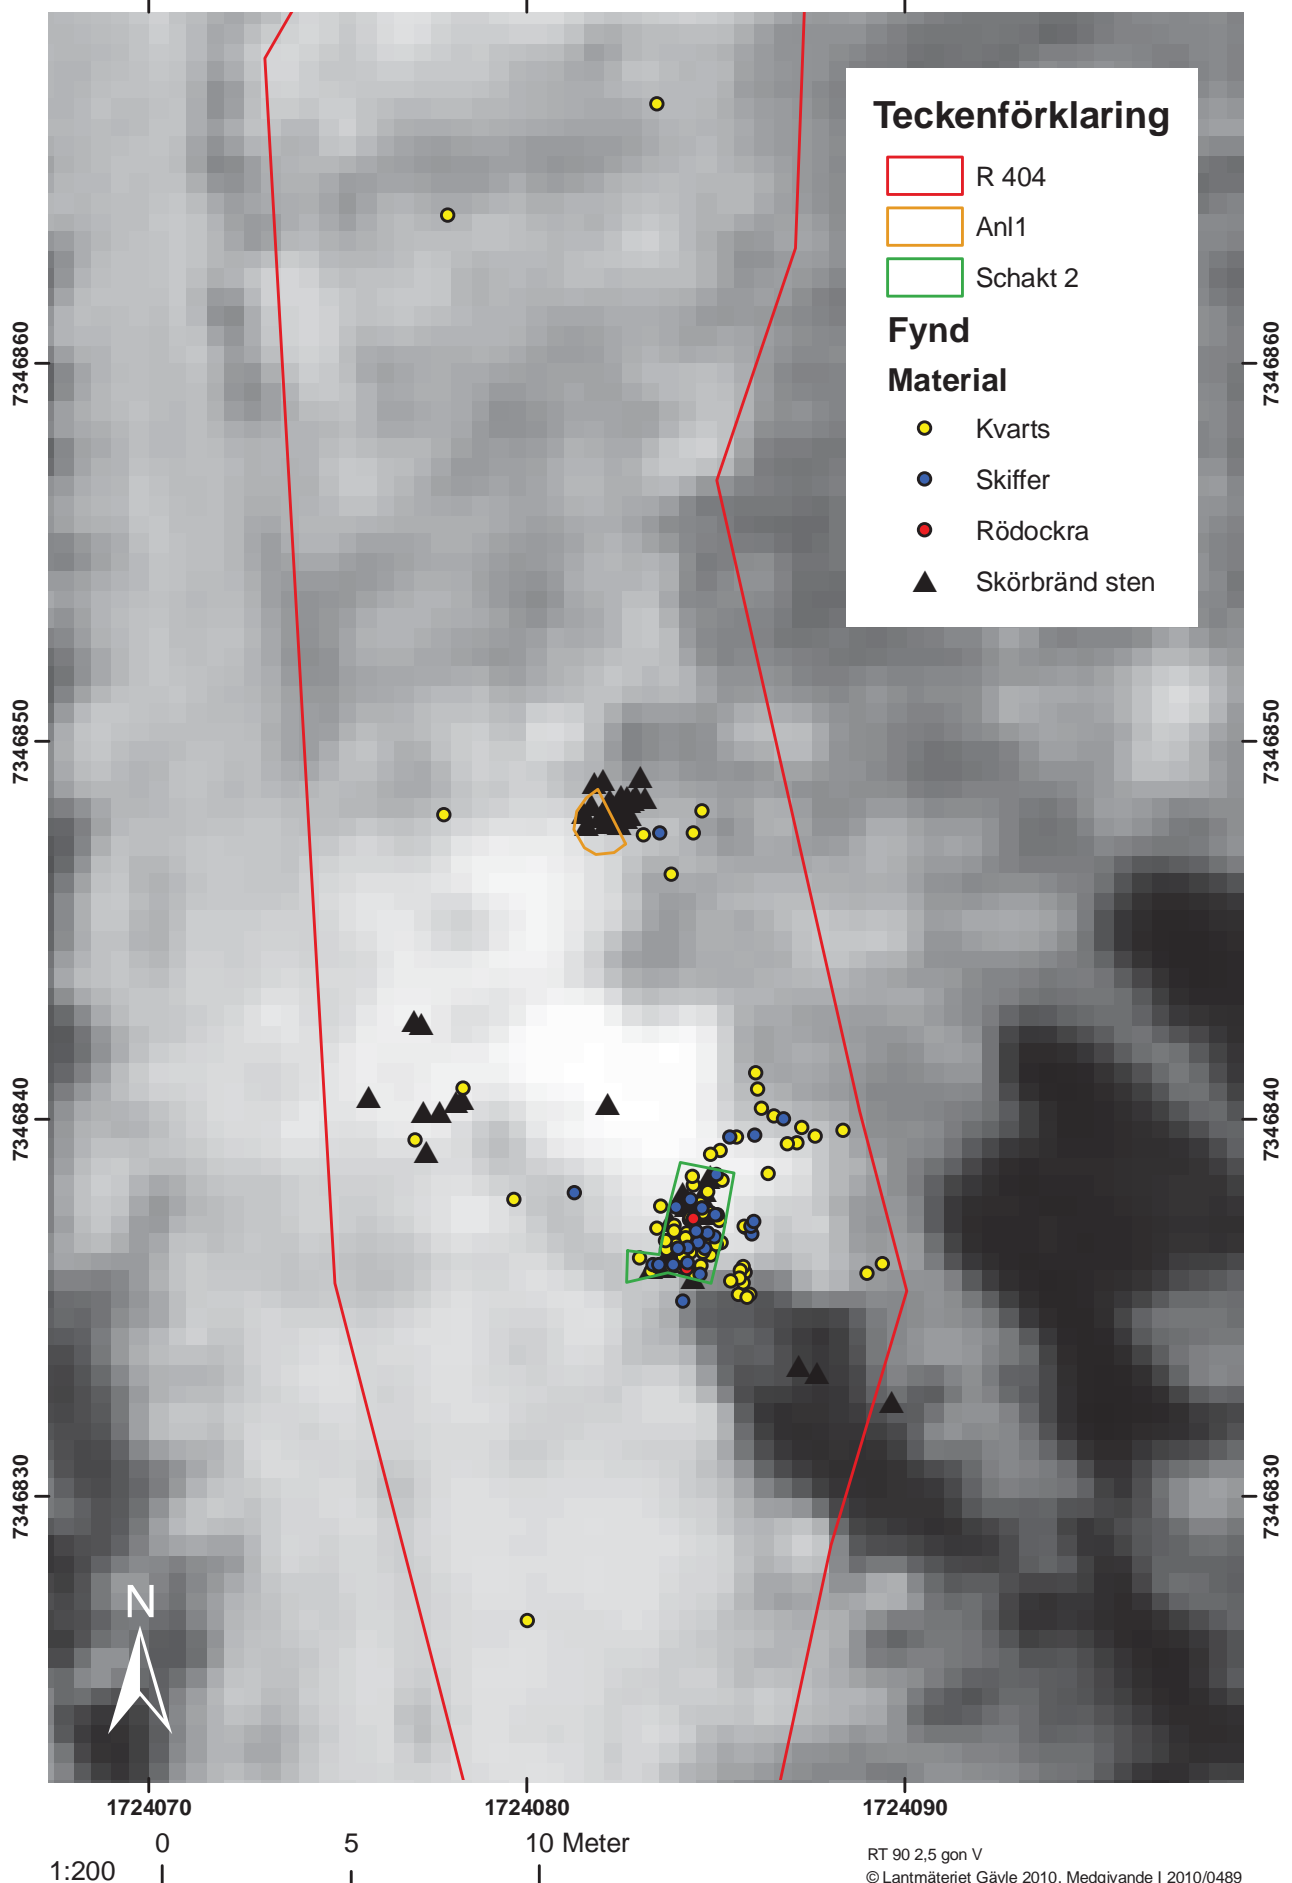 Teckenförklaring
R 404
Anl1
Schakt 2
Fynd
Material
Kvarts
Skiffer
Rödockra
Skörbränd sten
7346860
7346860
7346850
7346850
7346840
7346840
7346830
7346830
N
1724070
1724080
1724090
0 5 10 Meter
1:200
RT 90 2,5 gon V
© Lantmäteriet Gävle 2010. Medgivande I 2010/0489